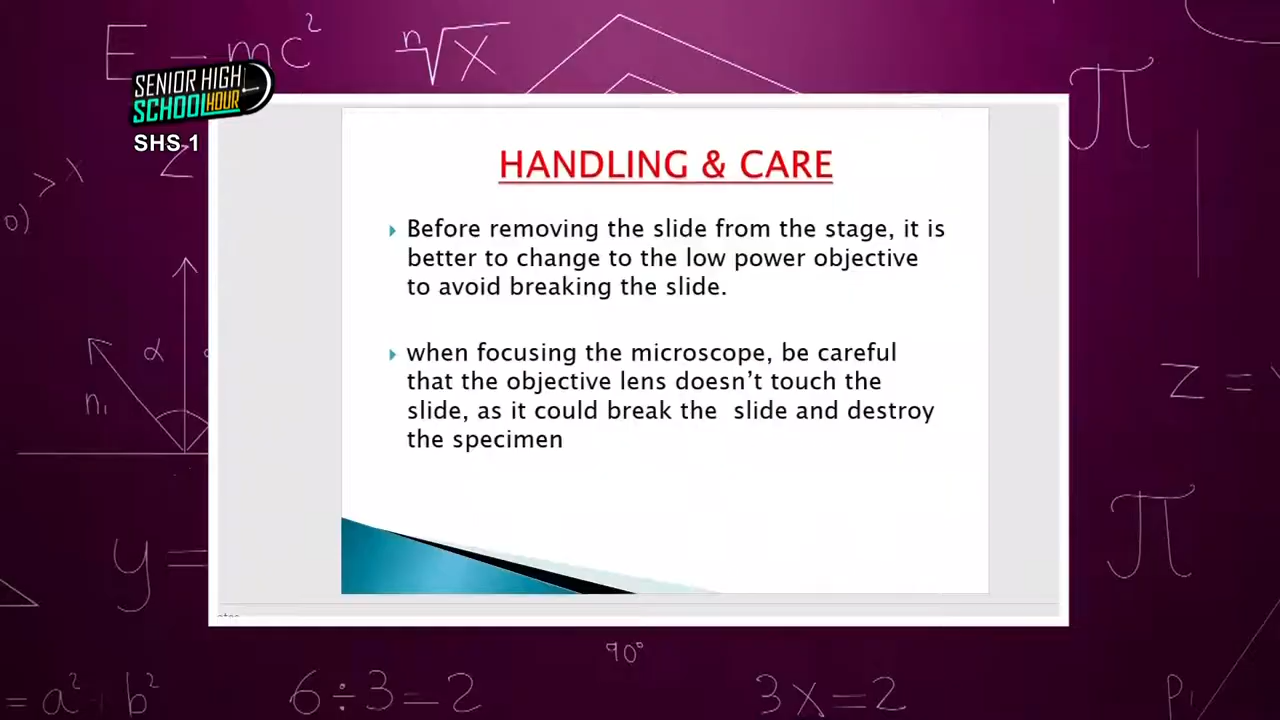 E = mc²
ⁿ√X
SENIOR HIGH
SCHOOL HOUR
SHS 1
π
Z
> x
HANDLING & CARE
Before removing the slide from the stage, it is
better to change to the low power objective
to avoid breaking the slide.
α
when focusing the microscope, be careful
that the objective lens doesn't touch the
slide, as it could break the slide and destroy
the specimen
n₁
Z =
y =
π
90°
= a² + b²
6÷3=2
3x=2
P₁